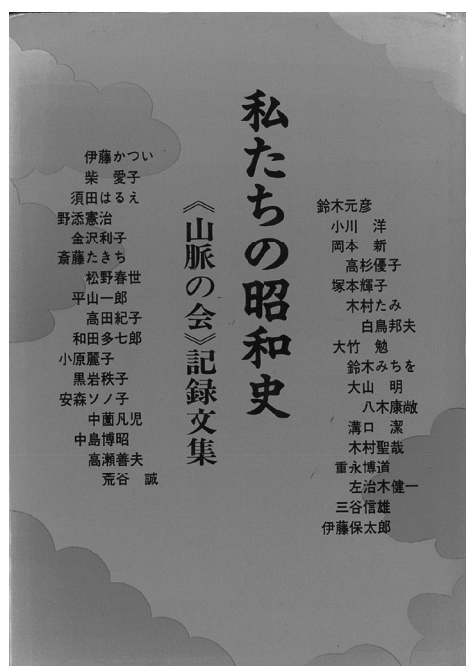 私たちの昭和史
《山脈の会》記録文集
鈴木元彦
小川 洋
岡本 新
高杉優子
塚本輝子
木村たみ
白鳥邦夫
大竹 勉
鈴木みちを
大山 明
八木康敞
溝口 潔
木村聖哉
重永博道
左治木健一
三谷信雄
伊藤保太郎
伊藤かつい
柴 愛子
須田はるえ
野添憲治
金沢利子
斎藤たきち
松野春世
平山一郎
高田紀子
和田多七郎
小原麗子
黒岩秩子
安森ソノ子
中薗凡児
中島博昭
高瀬善夫
荒谷 誠